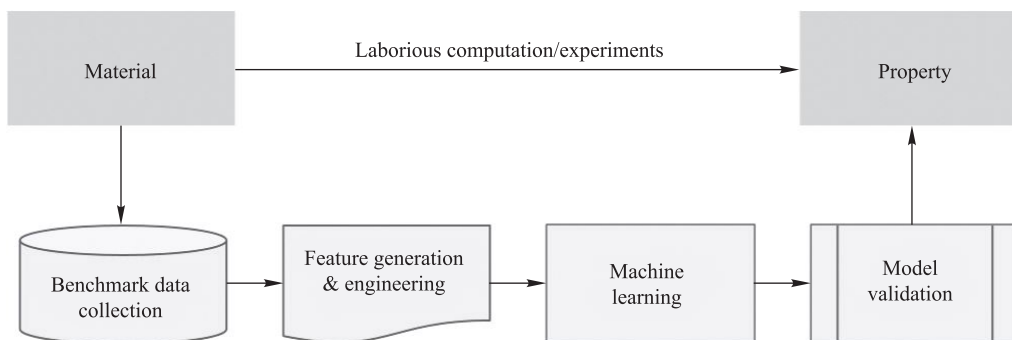 Laborious computation/experiments
Material
Property
Benchmark data
collection
Feature generation
& engineering
Machine
learning
Model
validation